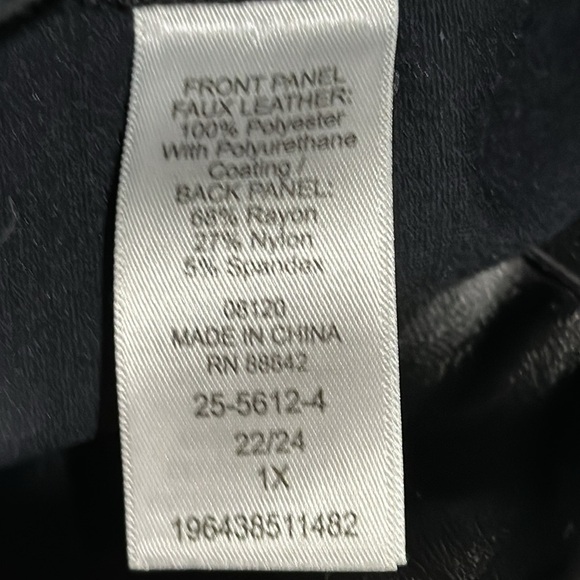 FRONT PANEL
FAUX LEATHER:
100% Polyester
With Polyurethane
Coating /
BACK PANEL:
68% Rayon
27% Nylon
5% Spandex
08120
MADE IN CHINA
RN 88842
25-5612-4
22/24
1X
196438511482